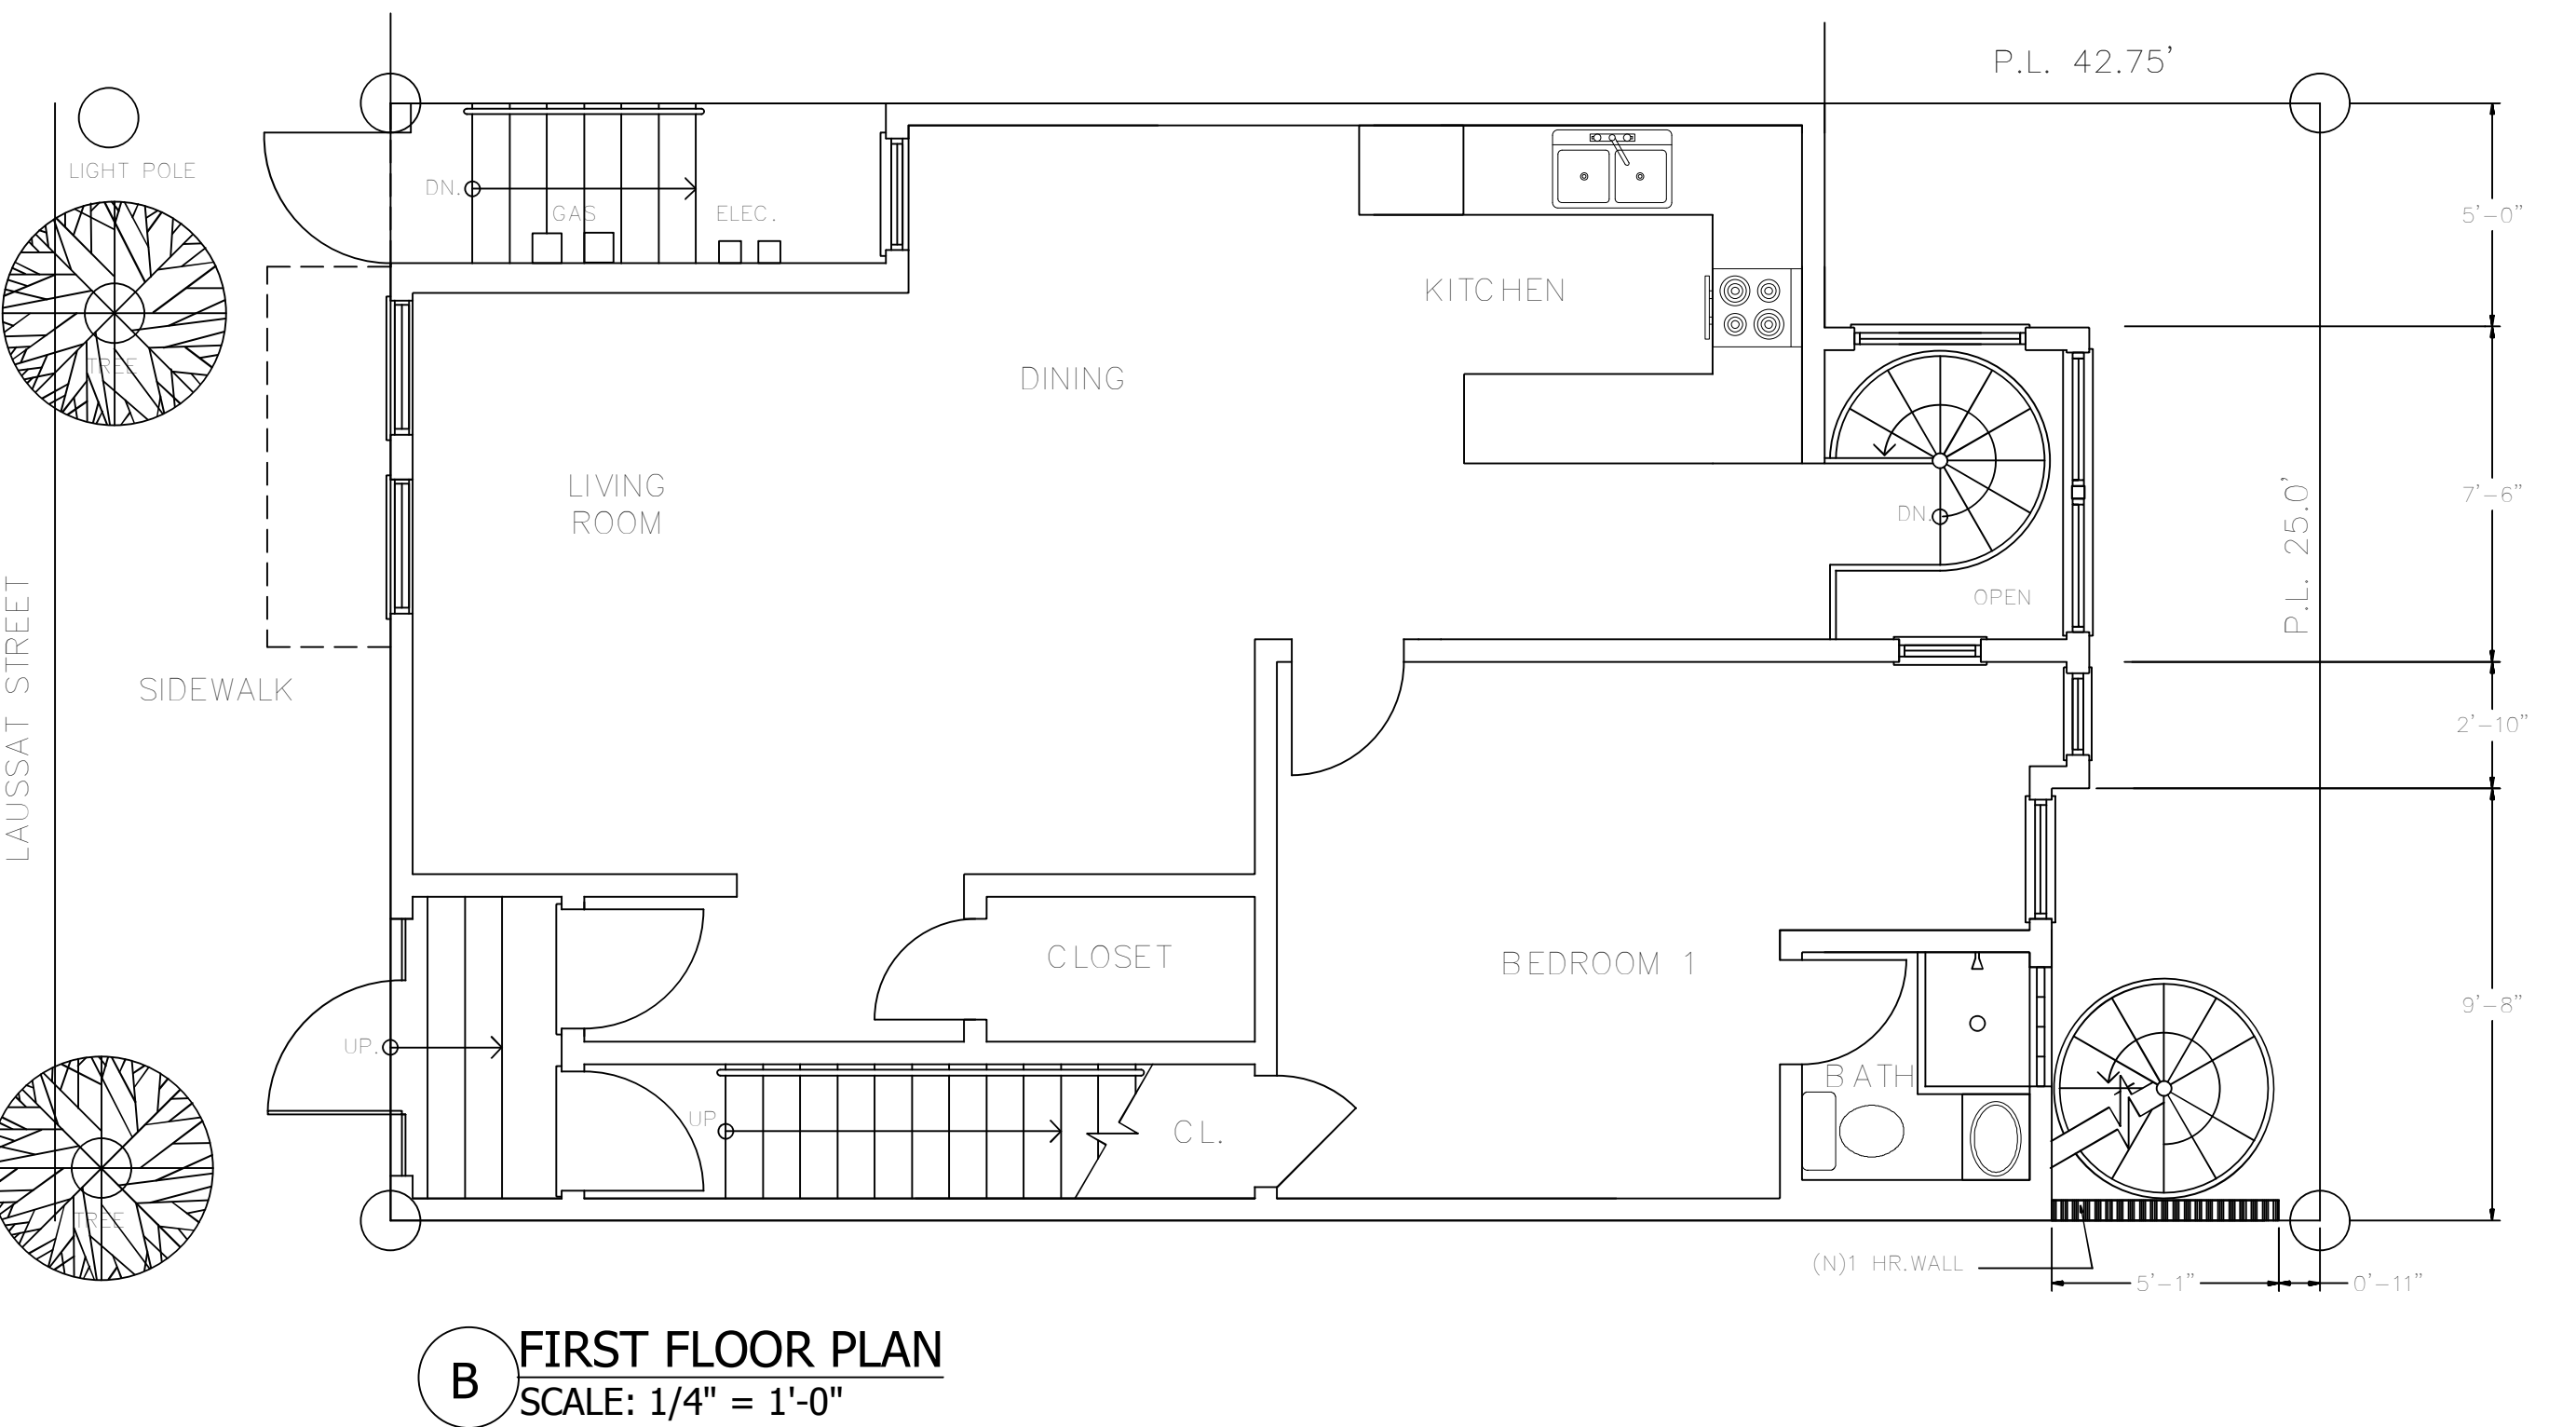 P.L. 42.75'
LIGHT POLE
DN.
GAS
ELEC.
5'-0"
KITCHEN
TREE
DINING
LIVING
ROOM
DN.
7'-6"
P.L. 25.0'
OPEN
LAUSSAT STREET
SIDEWALK
2'-10"
CLOSET
BEDROOM 1
9'-8"
UP.
BATH
UP
CL.
TREE
(N)1 HR.WALL
5'-1"
0'-11"
B
FIRST FLOOR PLAN
SCALE: 1/4" = 1'-0"